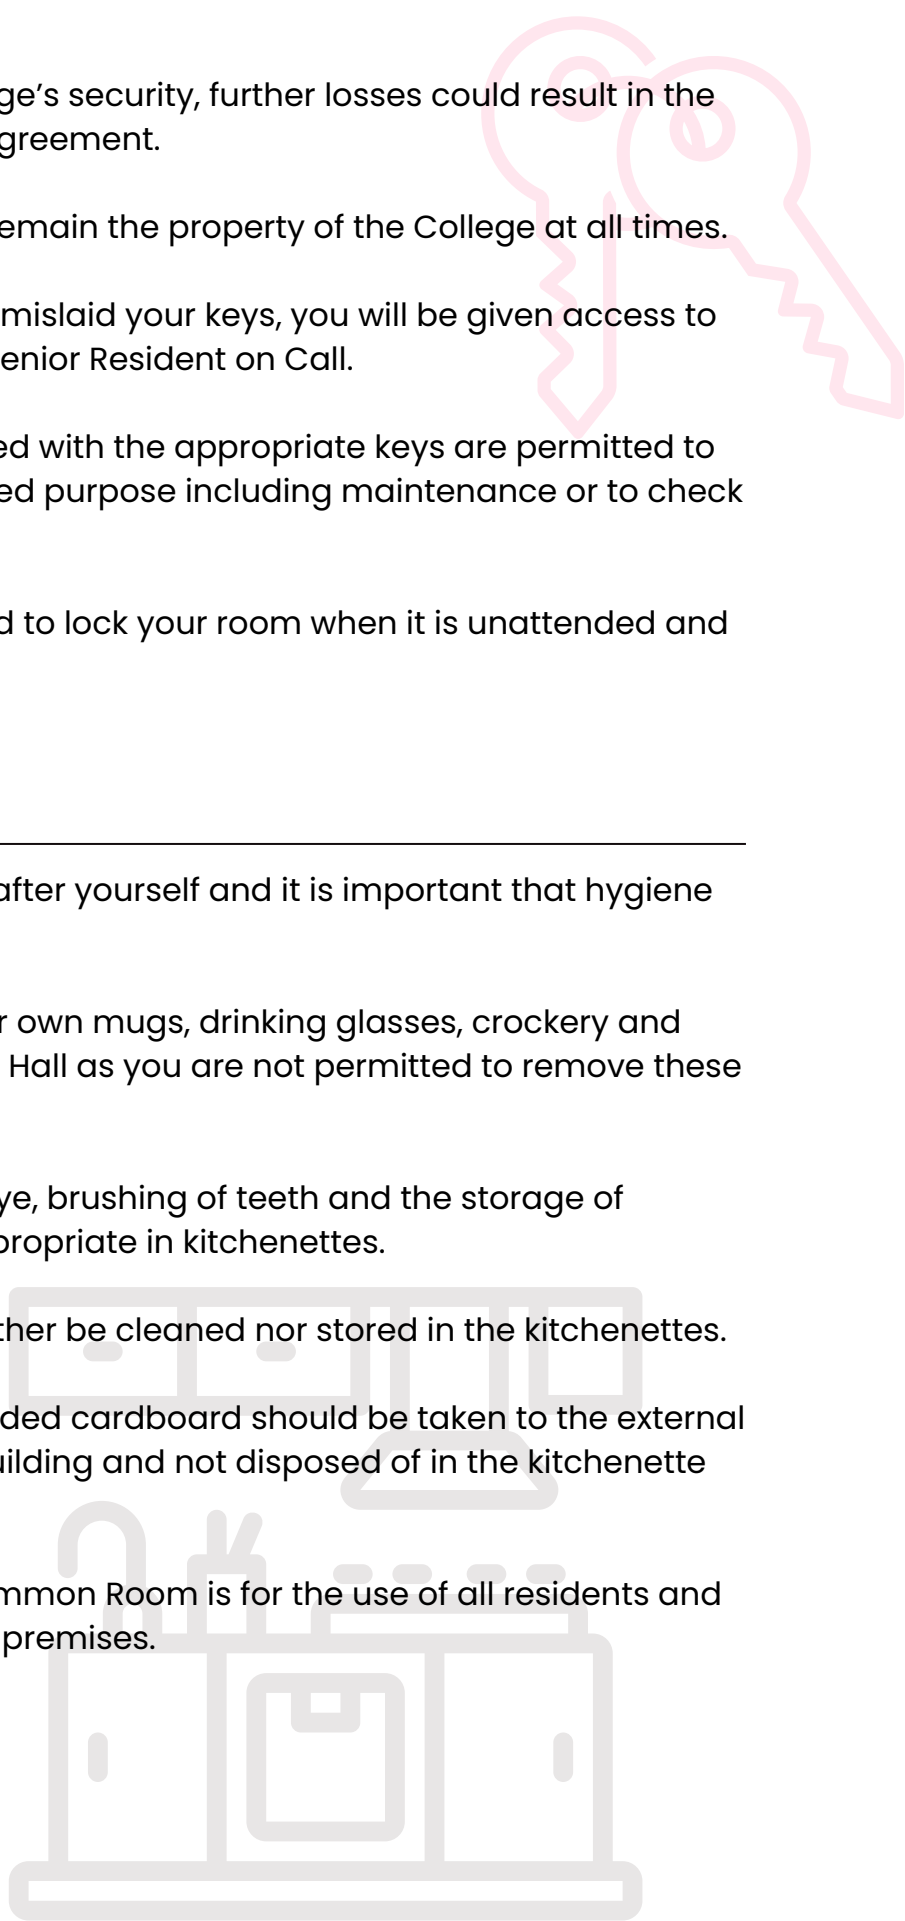 ge's security, further losses could result in the
greement.
emain the property of the College at all times.
mislaid your keys, you will be given access to
enior Resident on Call.
ed with the appropriate keys are permitted to
ed purpose including maintenance or to check
d to lock your room when it is unattended and
after yourself and it is important that hygiene
r own mugs, drinking glasses, crockery and
Hall as you are not permitted to remove these
ye, brushing of teeth and the storage of
propriate in kitchenettes.
ther be cleaned nor stored in the kitchenettes.
ded cardboard should be taken to the external
uilding and not disposed of in the kitchenette
mmon Room is for the use of all residents and
premises.